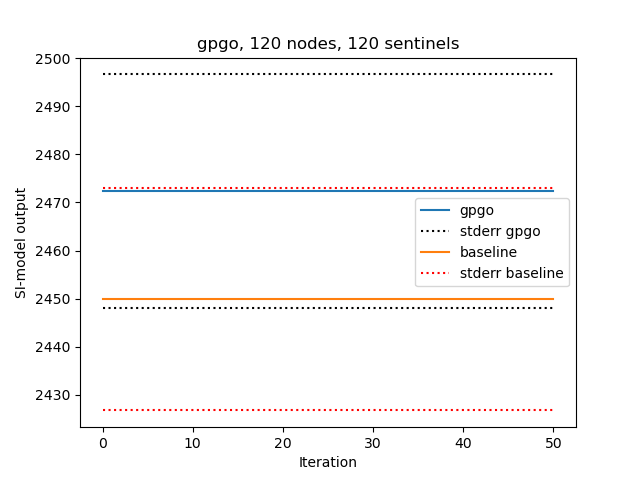 gpgo, 120 nodes, 120 sentinels
2500
2490
2480
2470
2460
2450
2440
2430
SI-model output
gpgo
stderr gpgo
baseline
stderr baseline
0 10 20 30 40 50
Iteration